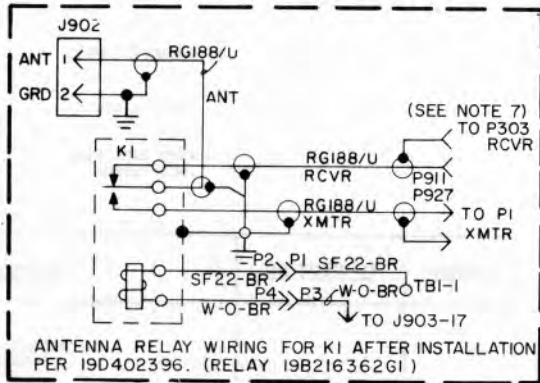 J902
ANT 1
RG188/U
GRD 2
ANT
(SEE NOTE 7)
TO P303
RCVR
K1
RG188/U
RCVR
P911
P927
RG188/U
XMTR
TO P1
XMTR
P2 P1 SF22-BR
SF22-BR
TB1-1
P4 P3 W-O-BR
W-O-BR
TO J903-17
ANTENNA RELAY WIRING FOR K1 AFTER INSTALLATION
PER 19D402396. (RELAY 19B216362G1)